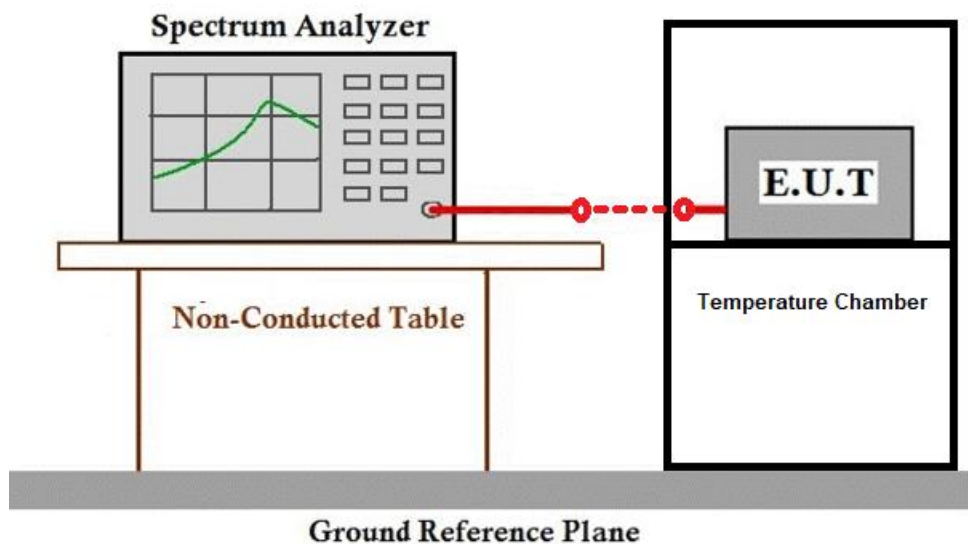 Spectrum Analyzer
E.U.T
Temperature Chamber
Non-Conducted Table
Ground Reference Plane